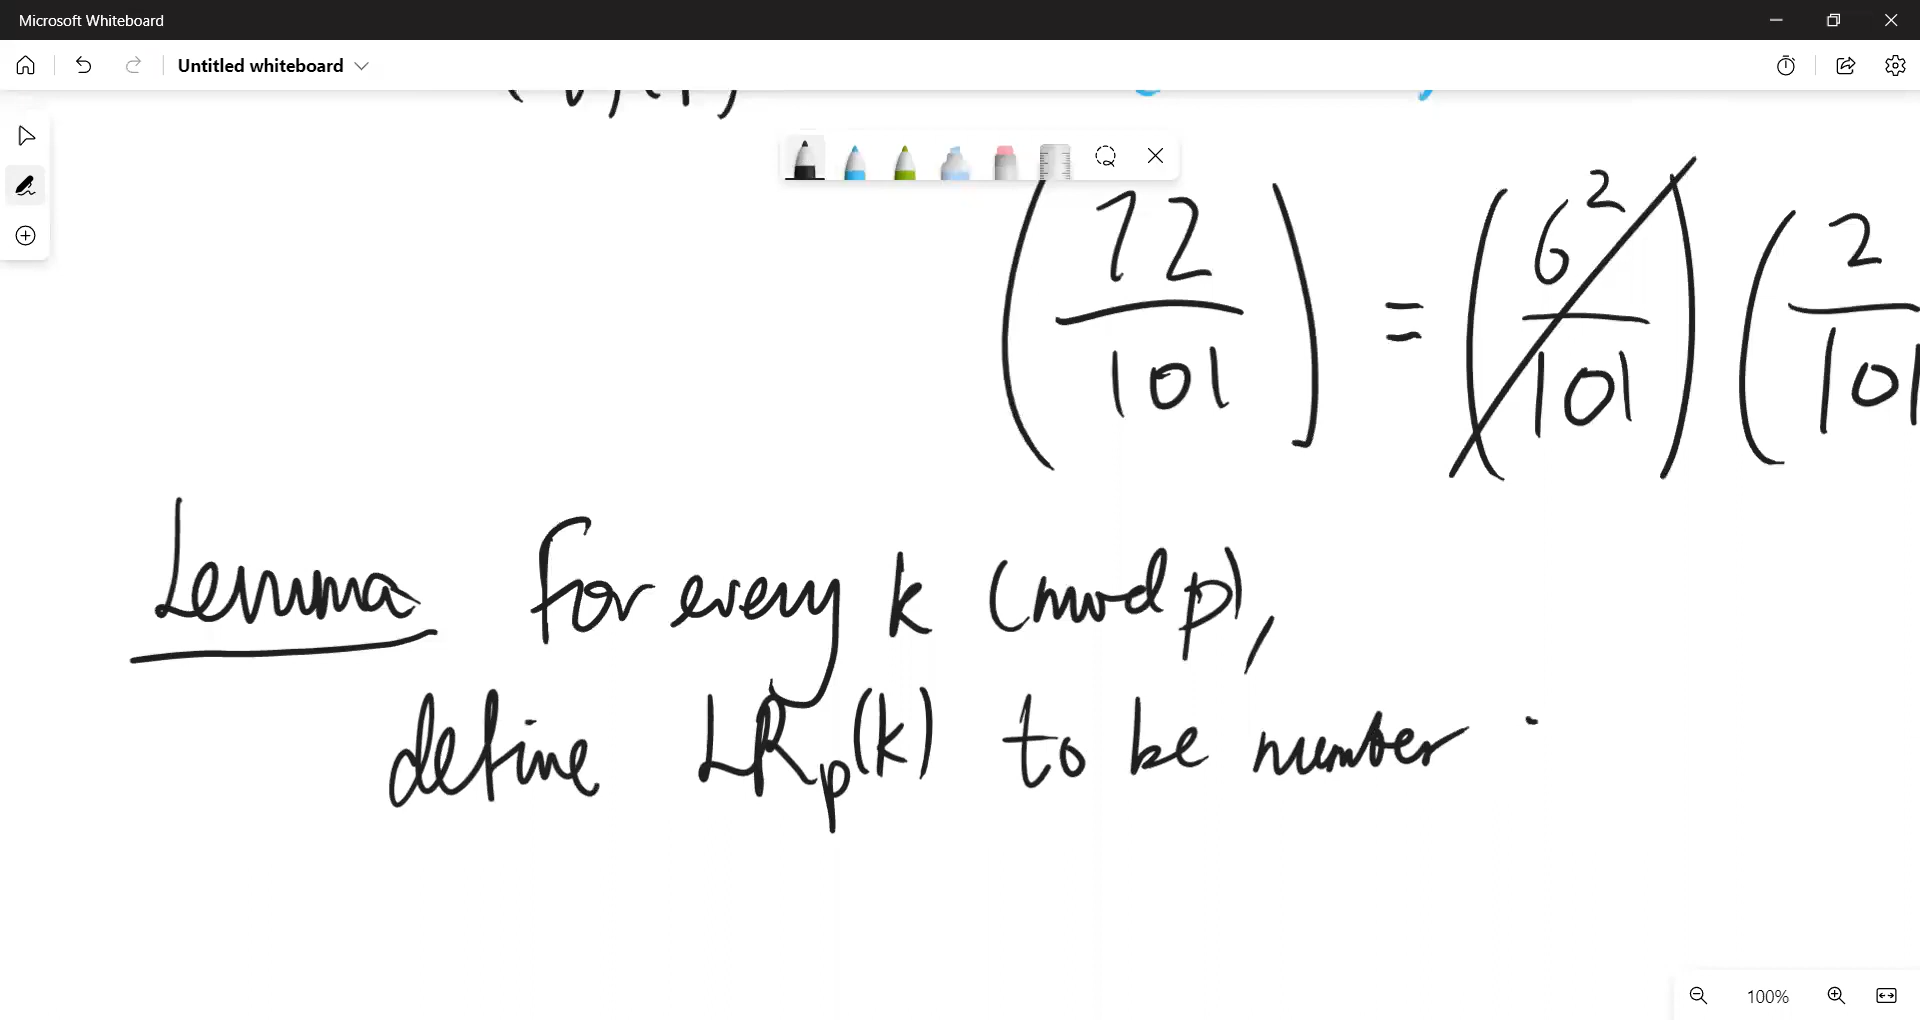 Microsoft Whiteboard
Untitled whiteboard
(72/101) = (6²/101) (2/101
Lemma For every k (mod p),
define LRₚ(k) to be number
100%